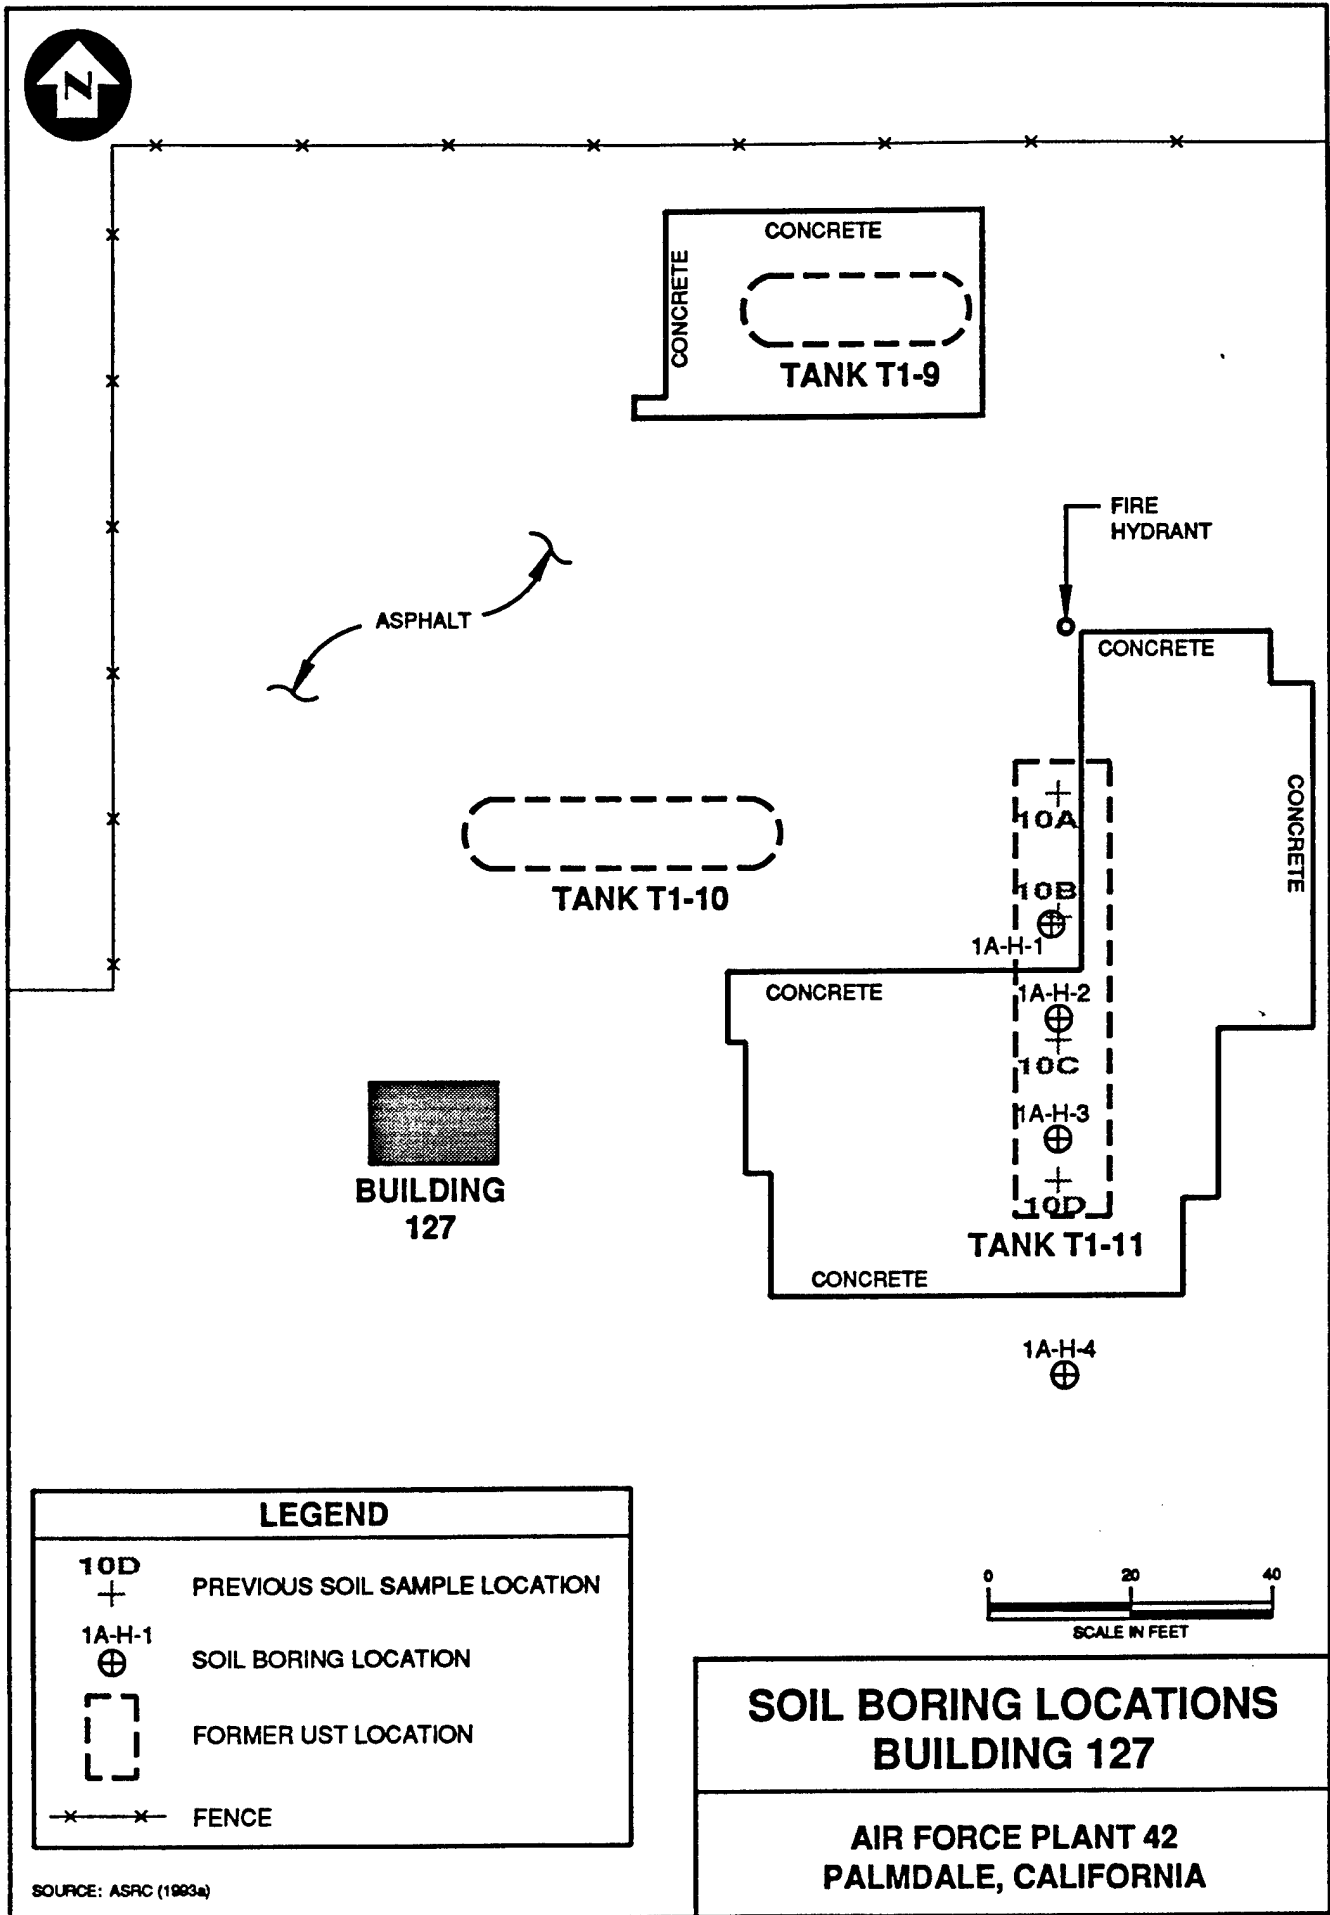 N
CONCRETE
CONCRETE
TANK T1-9
FIRE
HYDRANT
ASPHALT
CONCRETE
CONCRETE
10A
TANK T1-10
10B
1A-H-1
CONCRETE
1A-H-2
10C
1A-H-3
BUILDING
127
10D
TANK T1-11
CONCRETE
1A-H-4
LEGEND
10D
PREVIOUS SOIL SAMPLE LOCATION
1A-H-1
SOIL BORING LOCATION
FORMER UST LOCATION
FENCE
SOURCE: ASRC (1993a)
0 20 40
SCALE IN FEET
SOIL BORING LOCATIONS
BUILDING 127
AIR FORCE PLANT 42
PALMDALE, CALIFORNIA